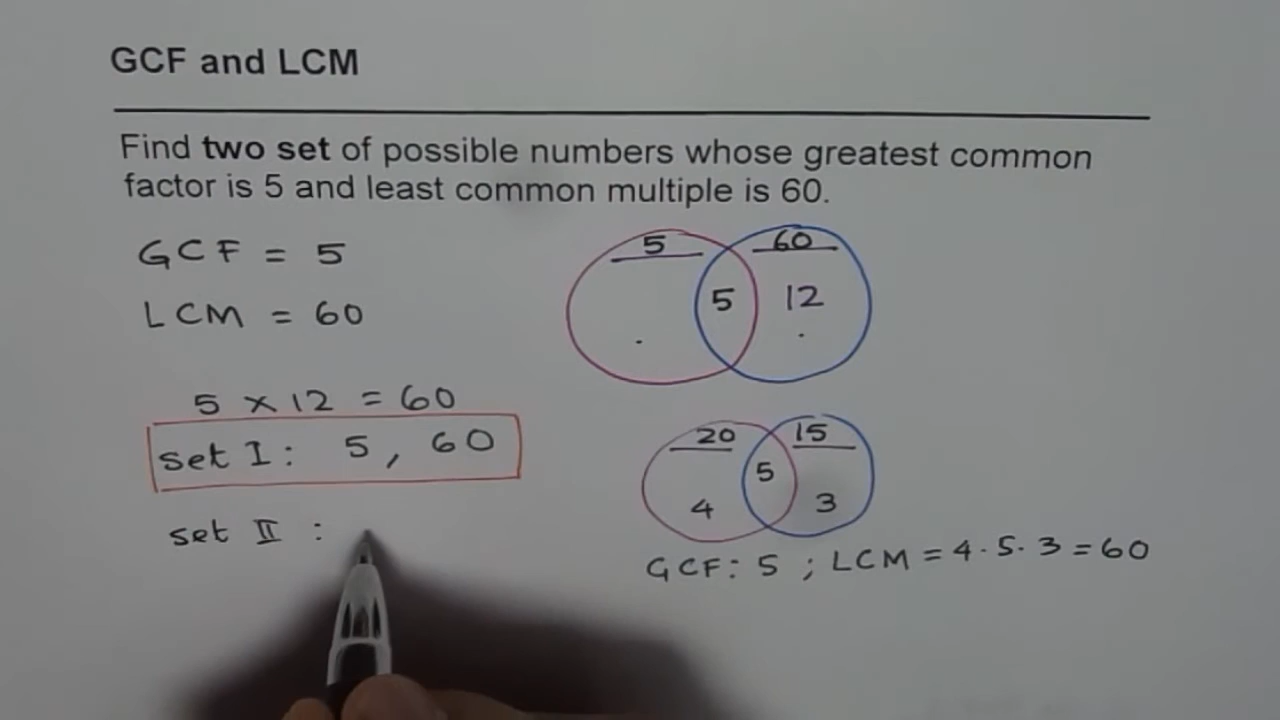 GCF and LCM
Find two set of possible numbers whose greatest common
factor is 5 and least common multiple is 60.
GCF = 5
LCM = 60
5 60
5 12
5 × 12 = 60
set I : 5 , 60
20 15
5
4 3
set II :
GCF : 5 ; LCM = 4 · 5 · 3 = 60